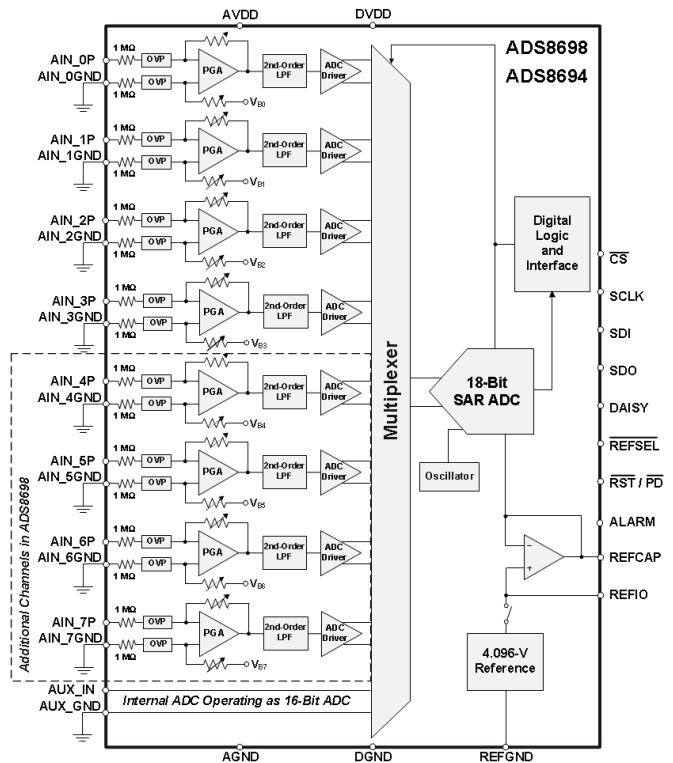 AVDD
DVDD
ADS8698
ADS8694
AIN_0P
AIN_0GND
1 MΩ
OVP
OVP
1 MΩ
PGA
VB0
2nd-Order
LPF
ADC
Driver
AIN_1P
AIN_1GND
1 MΩ
OVP
OVP
1 MΩ
PGA
VB1
2nd-Order
LPF
ADC
Driver
AIN_2P
AIN_2GND
1 MΩ
OVP
OVP
1 MΩ
PGA
VB2
2nd-Order
LPF
ADC
Driver
AIN_3P
AIN_3GND
1 MΩ
OVP
OVP
1 MΩ
PGA
VB3
2nd-Order
LPF
ADC
Driver
Additional Channels in ADS8698
AIN_4P
AIN_4GND
1 MΩ
OVP
OVP
1 MΩ
PGA
VB4
2nd-Order
LPF
ADC
Driver
AIN_5P
AIN_5GND
1 MΩ
OVP
OVP
1 MΩ
PGA
VB5
2nd-Order
LPF
ADC
Driver
AIN_6P
AIN_6GND
1 MΩ
OVP
OVP
1 MΩ
PGA
VB6
2nd-Order
LPF
ADC
Driver
AIN_7P
AIN_7GND
1 MΩ
OVP
OVP
1 MΩ
PGA
VB7
2nd-Order
LPF
ADC
Driver
AUX_IN
AUX_GND
Internal ADC Operating as 16-Bit ADC
Multiplexer
Digital
Logic
and
Interface
18-Bit
SAR ADC
Oscillator
4.096-V
Reference
−
+
CS
SCLK
SDI
SDO
DAISY
REFSEL
RST / PD
ALARM
REFCAP
REFIO
AGND
DGND
REFGND